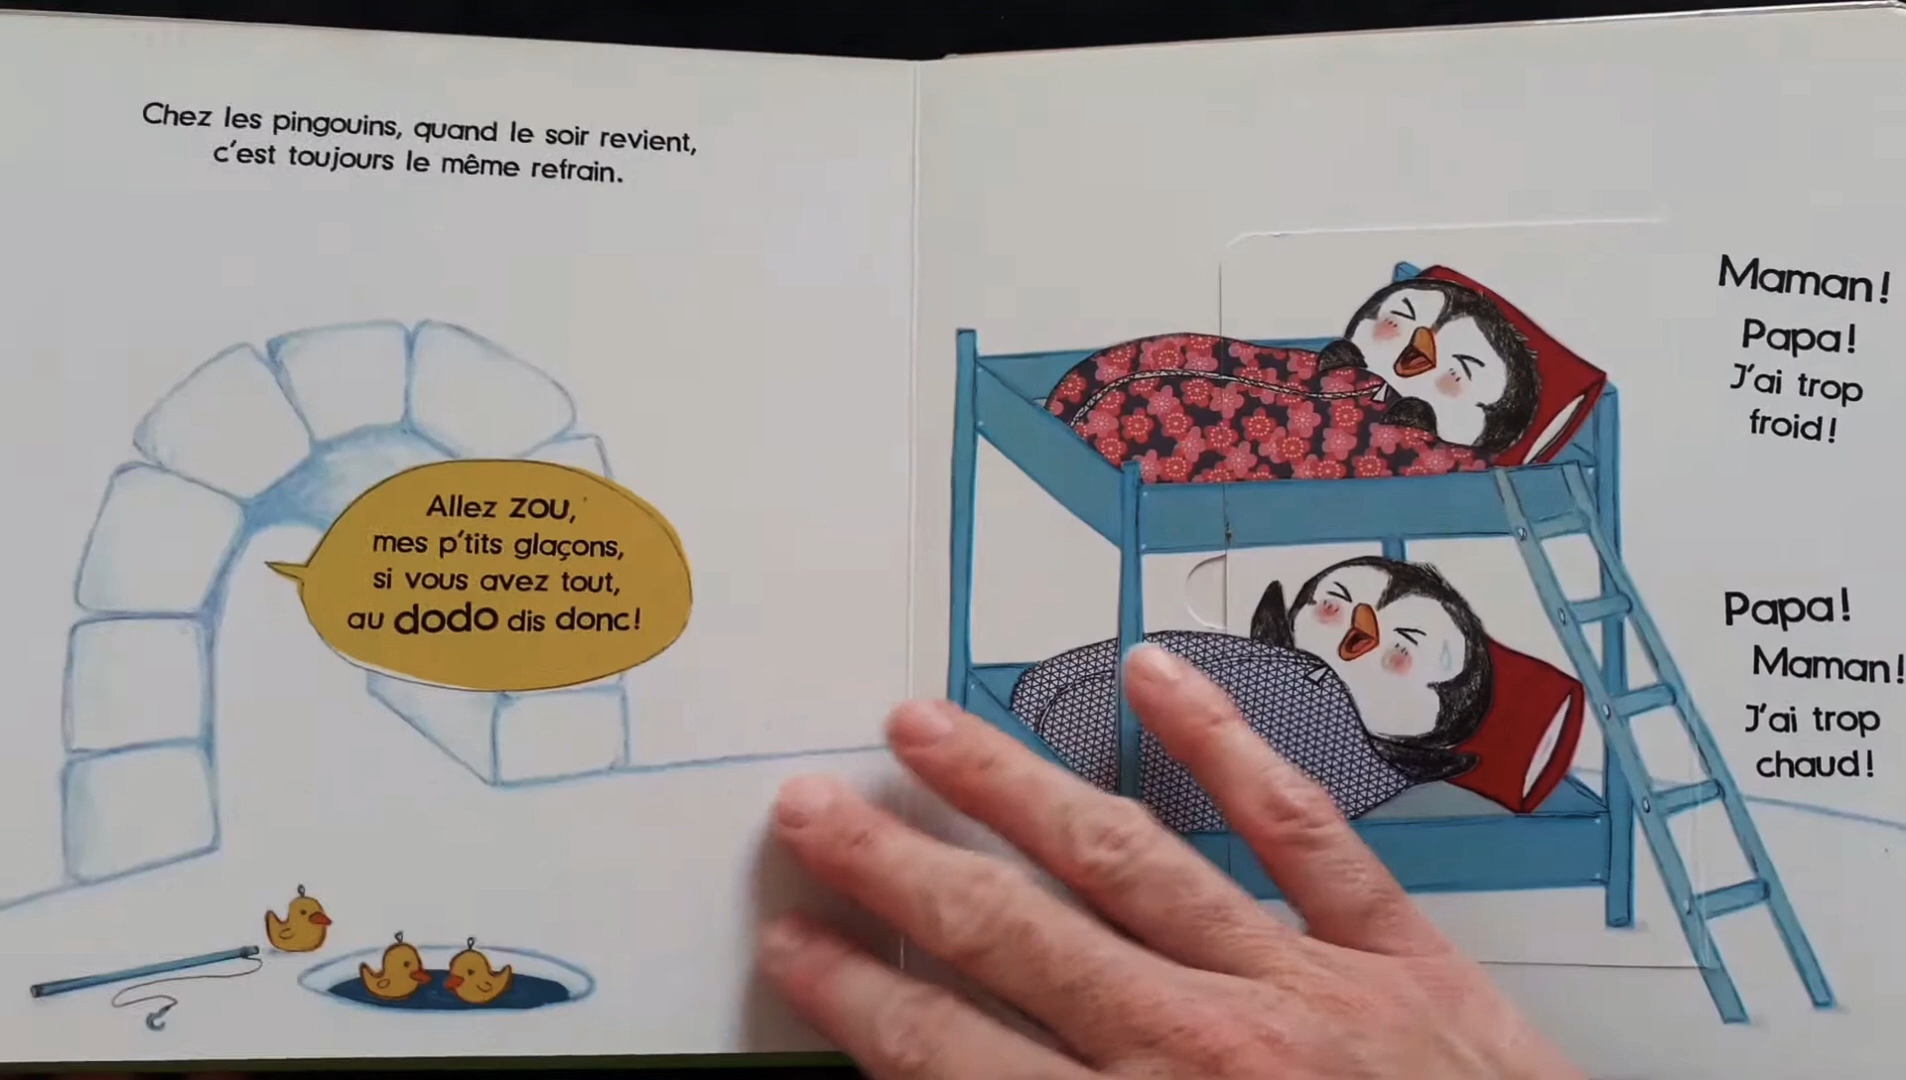 Chez les pingouins, quand le soir revient,
c'est toujours le même refrain.
Allez ZOU,
mes p'tits glaçons,
si vous avez tout,
au dodo dis donc!
Maman!
Papa!
J'ai trop
froid!
Papa!
Maman!
J'ai trop
chaud!